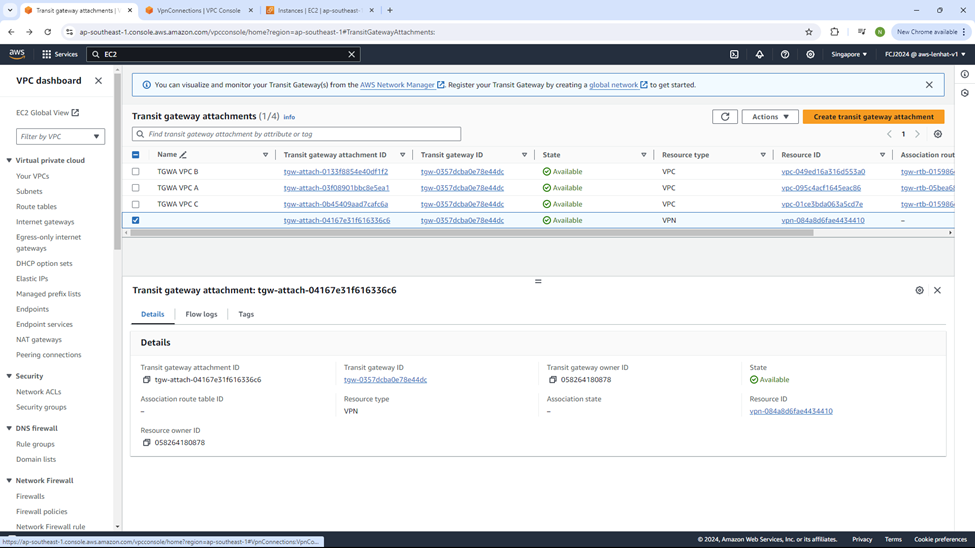 Transit gateway attachments | V
VpnConnections | VPC Console
Instances | EC2 | ap-southeast-
ap-southeast-1.console.aws.amazon.com/vpcconsole/home?region=ap-southeast-1#TransitGatewayAttachments:
N
New Chrome available
aws
Services
EC2
Singapore
FCJ2024 @ aws-lenhat-v1
VPC dashboard
EC2 Global View
Filter by VPC
Virtual private cloud
Your VPCs
Subnets
Route tables
Internet gateways
Egress-only internet
gateways
DHCP option sets
Elastic IPs
Managed prefix lists
Endpoints
Endpoint services
NAT gateways
Peering connections
Security
Network ACLs
Security groups
DNS firewall
Rule groups
Domain lists
Network Firewall
Firewalls
Firewall policies
Network Firewall rule
You can visualize and monitor your Transit Gateway(s) from the AWS Network Manager. Register your Transit Gateway by creating a global network to get started.
Transit gateway attachments (1/4) Info
Actions
Create transit gateway attachment
Find transit gateway attachment by attribute or tag
1
Name Transit gateway attachment ID Transit gateway ID State Resource type Resource ID Association rout
TGWA VPC B tgw-attach-0133f8854e40df1f2 tgw-0357dcba0e78e44dc Available VPC vpc-049ed16a316d553a0 tgw-rtb-015986
TGWA VPC A tgw-attach-03f08901bbc8e5ea1 tgw-0357dcba0e78e44dc Available VPC vpc-095c4acf1645eac86 tgw-rtb-05bea68
TGWA VPC C tgw-attach-0b45409aad7cafc6a tgw-0357dcba0e78e44dc Available VPC vpc-01ce3bda063a5cd7e tgw-rtb-015986
tgw-attach-04167e31f616336c6 tgw-0357dcba0e78e44dc Available VPN vpn-084a8d6fae4434410 –
Transit gateway attachment: tgw-attach-04167e31f616336c6
Details Flow logs Tags
Details
Transit gateway attachment ID Transit gateway ID Transit gateway owner ID State
tgw-attach-04167e31f616336c6 tgw-0357dcba0e78e44dc 058264180878 Available
Association route table ID Resource type Association state Resource ID
– VPN – vpn-084a8d6fae4434410
Resource owner ID
058264180878
https://ap-southeast-1.console.aws.amazon.com/vpcconsole/home?region=ap-southeast-1#VpnConnections:VpnCo...
© 2024, Amazon Web Services, Inc. or its affiliates. Privacy Terms Cookie preferences